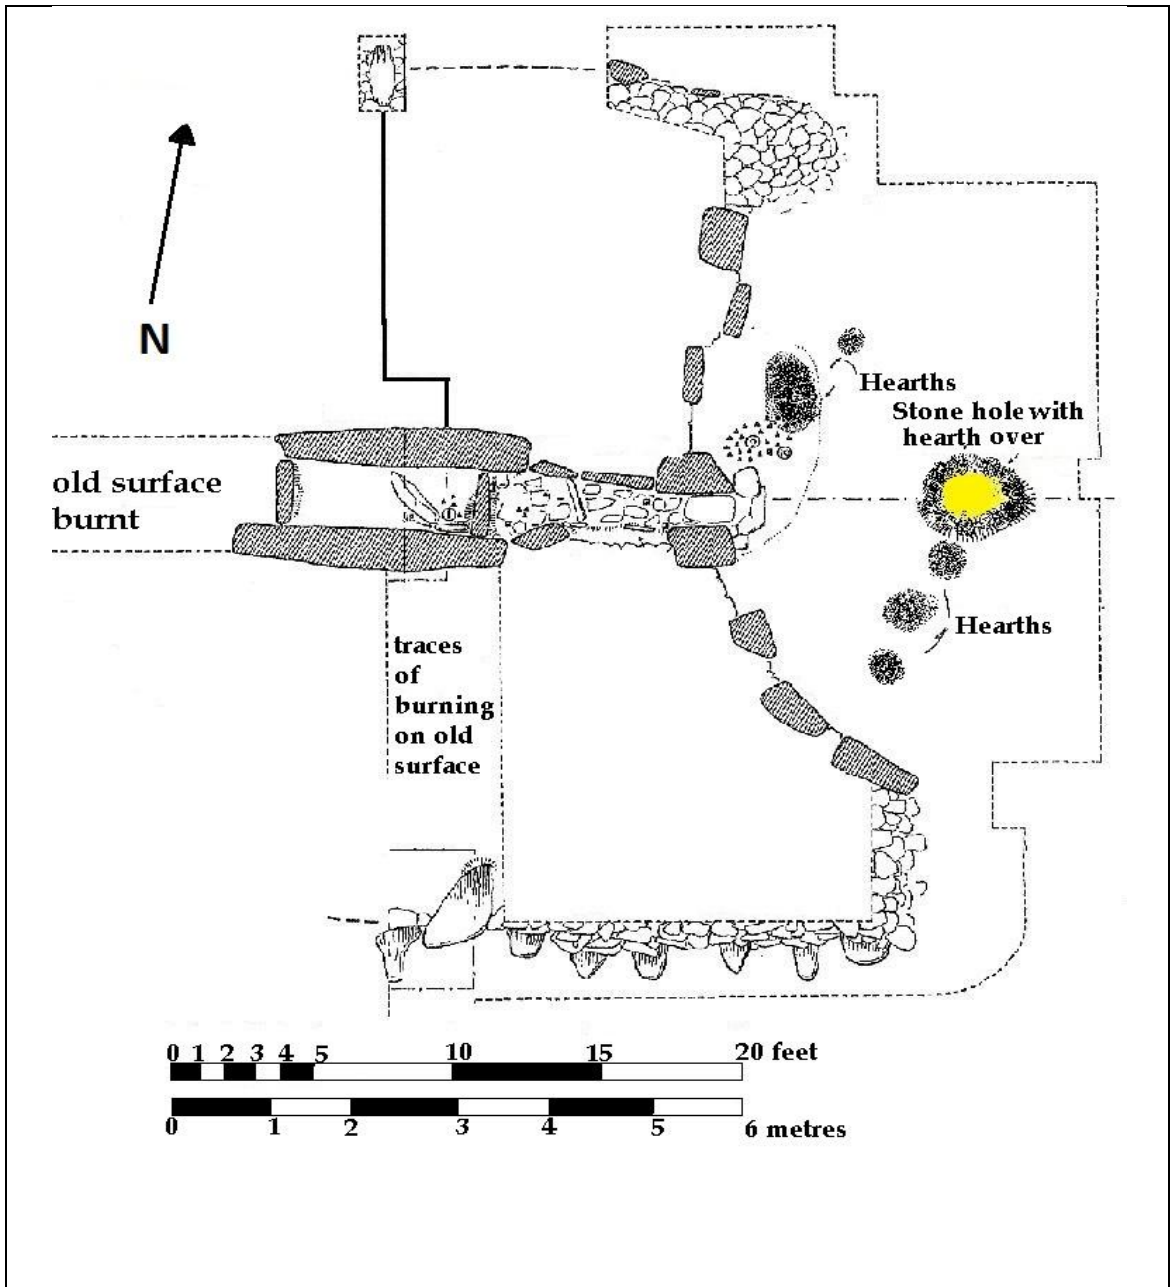 N
Hearths
Stone hole with
hearth over
old surface
burnt
Hearths
traces
of
burning
on old
surface
0 1 2 3 4 5 10 15 20 feet
0 1 2 3 4 5 6 metres